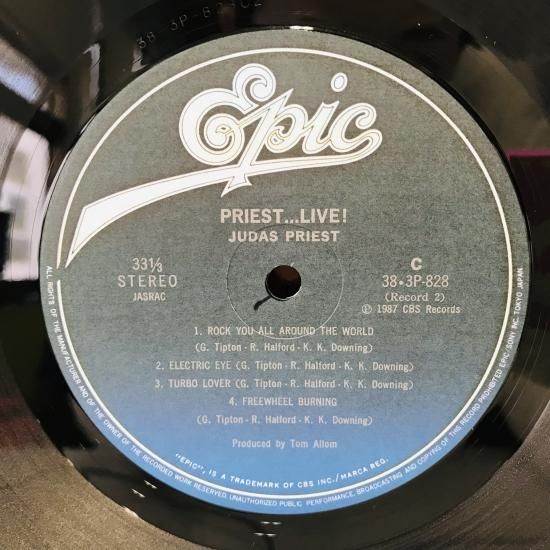 38 3P-828C2
Epic
PRIEST...LIVE!
JUDAS PRIEST
33⅓
STEREO
JASRAC
C
38•3P-828
(Record 2)
Ⓟ 1987 CBS Records
1. ROCK YOU ALL AROUND THE WORLD
(G. Tipton - R. Halford - K. K. Downing)
2. ELECTRIC EYE (G. Tipton - R. Halford - K. K. Downing)
3. TURBO LOVER (G. Tipton - R. Halford - K. K. Downing)
4. FREEWHEEL BURNING
(G. Tipton - R. Halford - K. K. Downing)
Produced by Tom Allom
"EPIC", IS A TRADEMARK OF CBS INC./MARCA REG.
ALL RIGHTS OF THE MANUFACTURER AND OF THE OWNER OF THE RECORDED WORK RESERVED. UNAUTHORIZED PUBLIC PERFORMANCE, BROADCASTING AND COPYING OF THIS RECORD PROHIBITED EPIC/SONY INC. TOKYO JAPAN